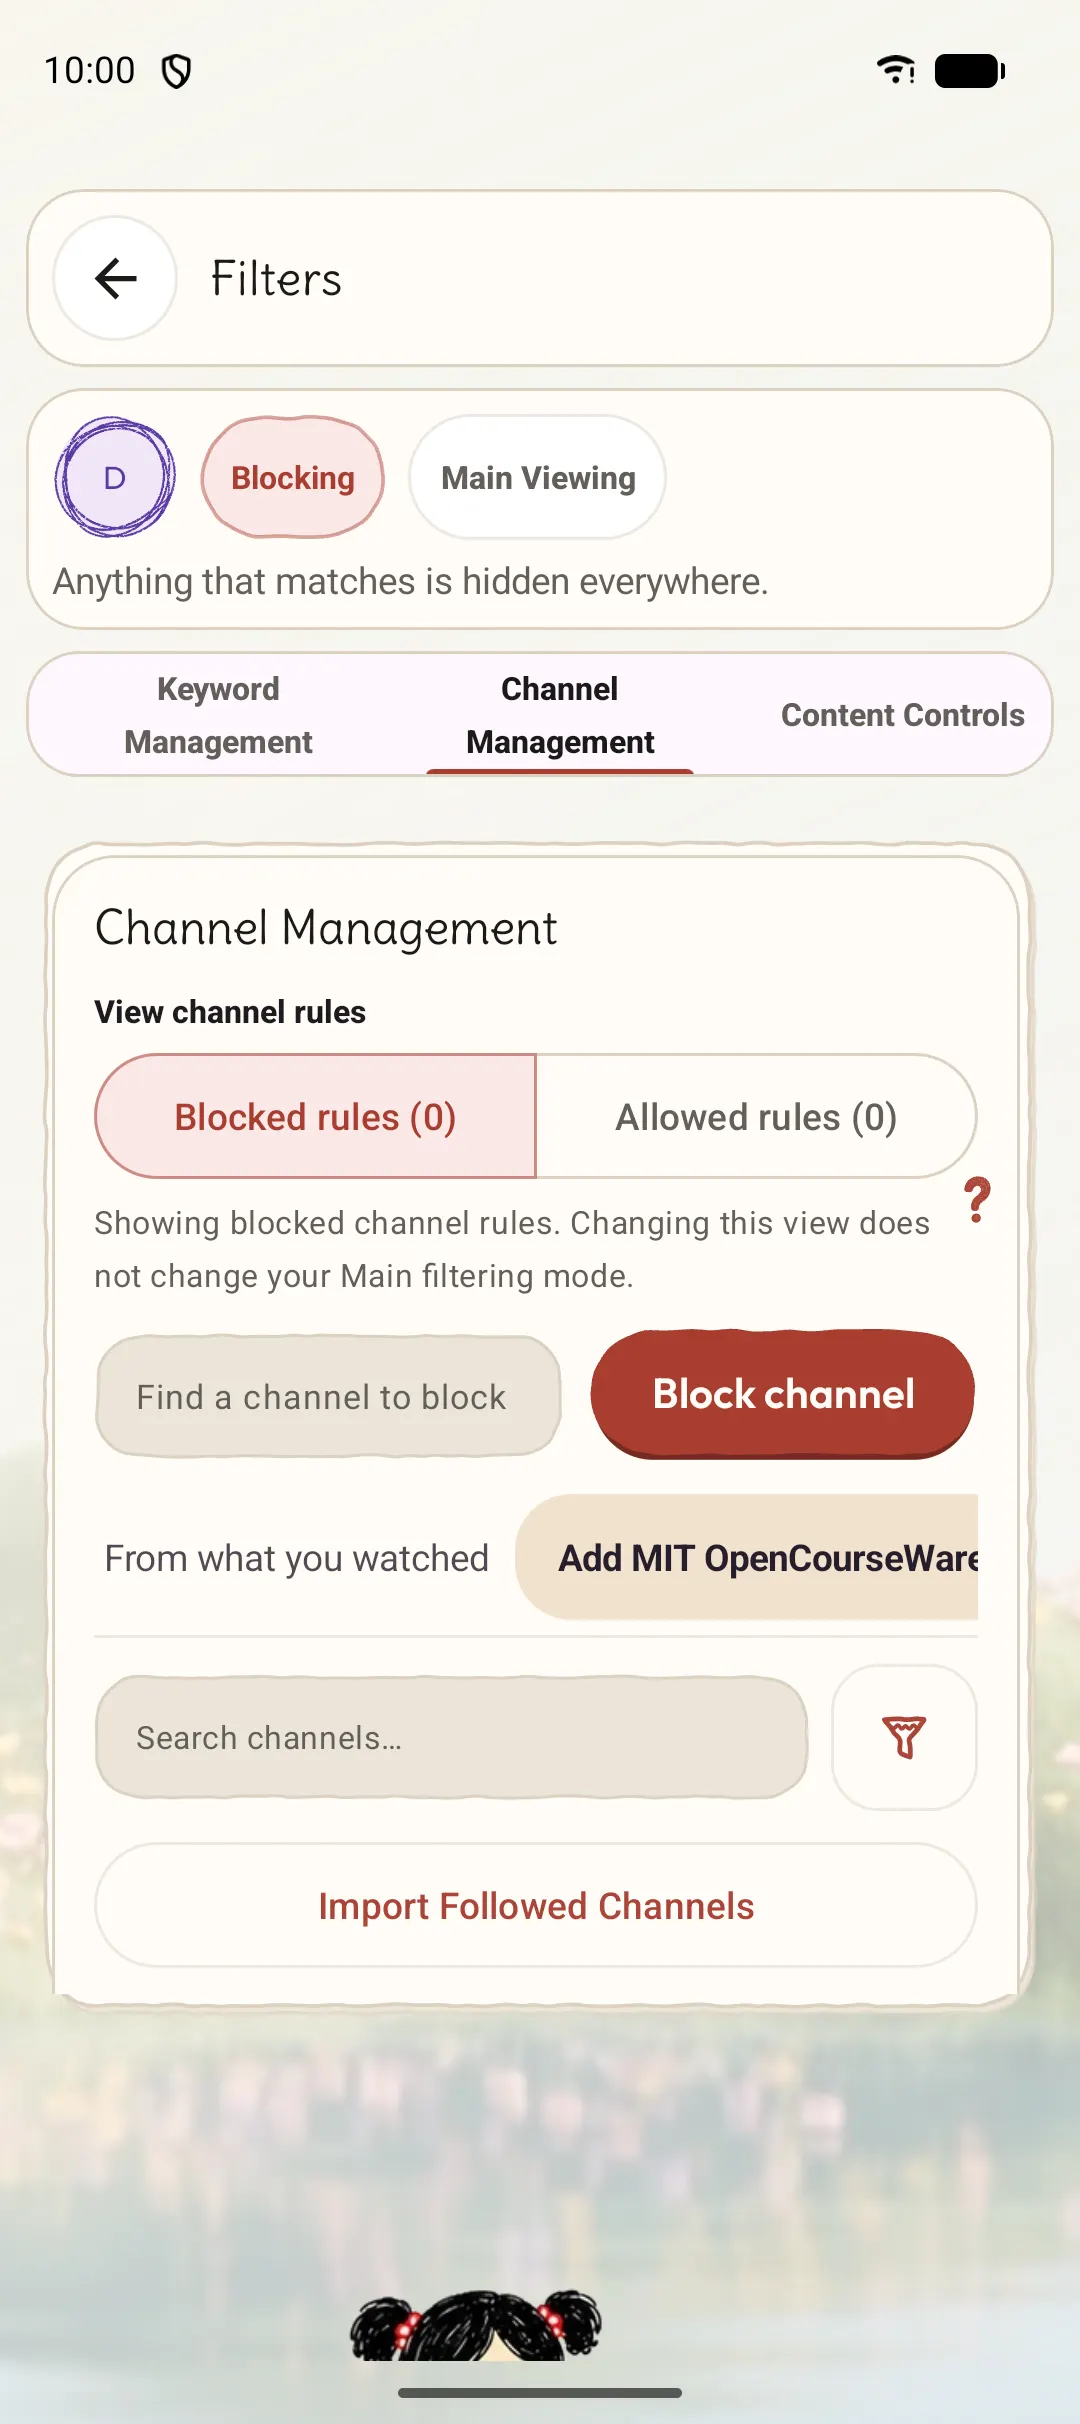 10:00
Filters
D
Blocking
Main Viewing
Anything that matches is hidden everywhere.
Keyword
Management
Channel
Management
Content Controls
Channel Management
View channel rules
Blocked rules (0)
Allowed rules (0)
?
Showing blocked channel rules. Changing this view does
not change your Main filtering mode.
Find a channel to block
Block channel
From what you watched
Add MIT OpenCourseWare
Search channels…
Import Followed Channels